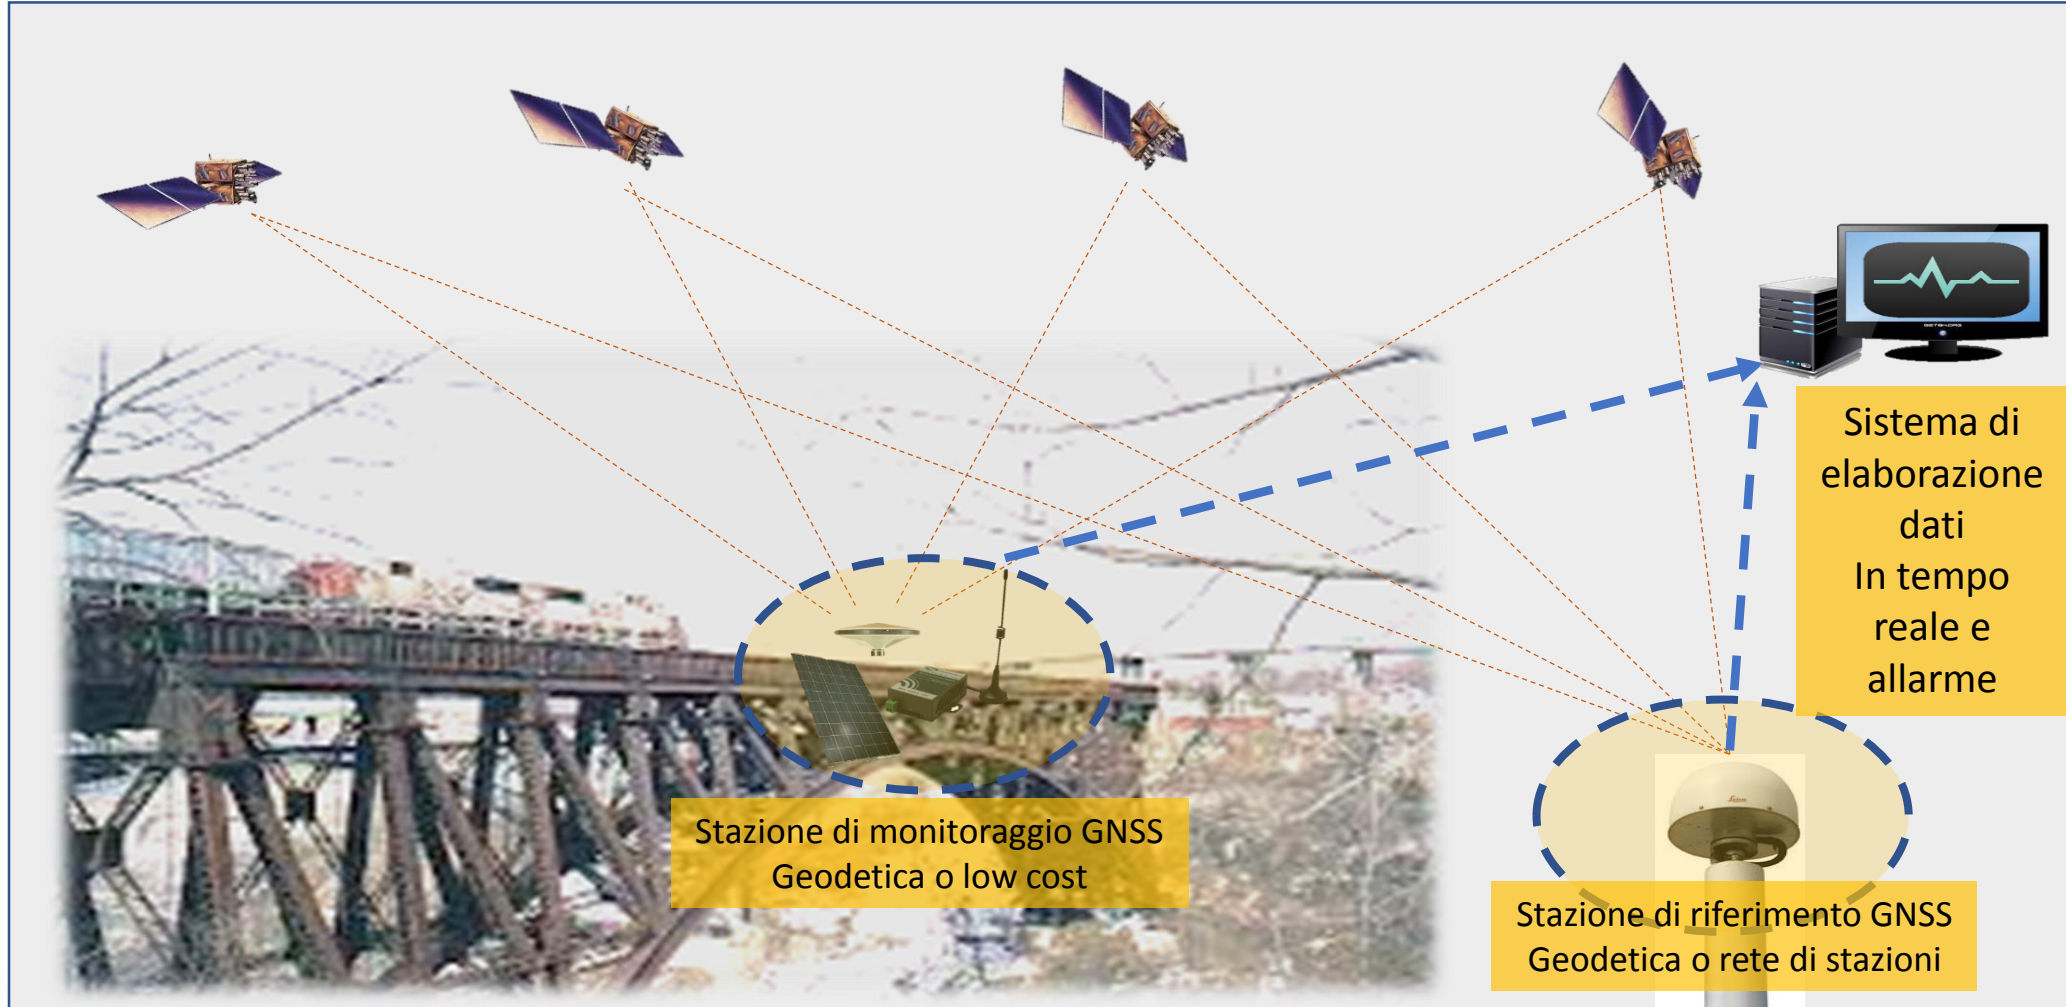 Sistema di
elaborazione
dati
In tempo
reale e
allarme
Stazione di monitoraggio GNSS
Geodetica o low cost
Stazione di riferimento GNSS
Geodetica o rete di stazioni
Leica